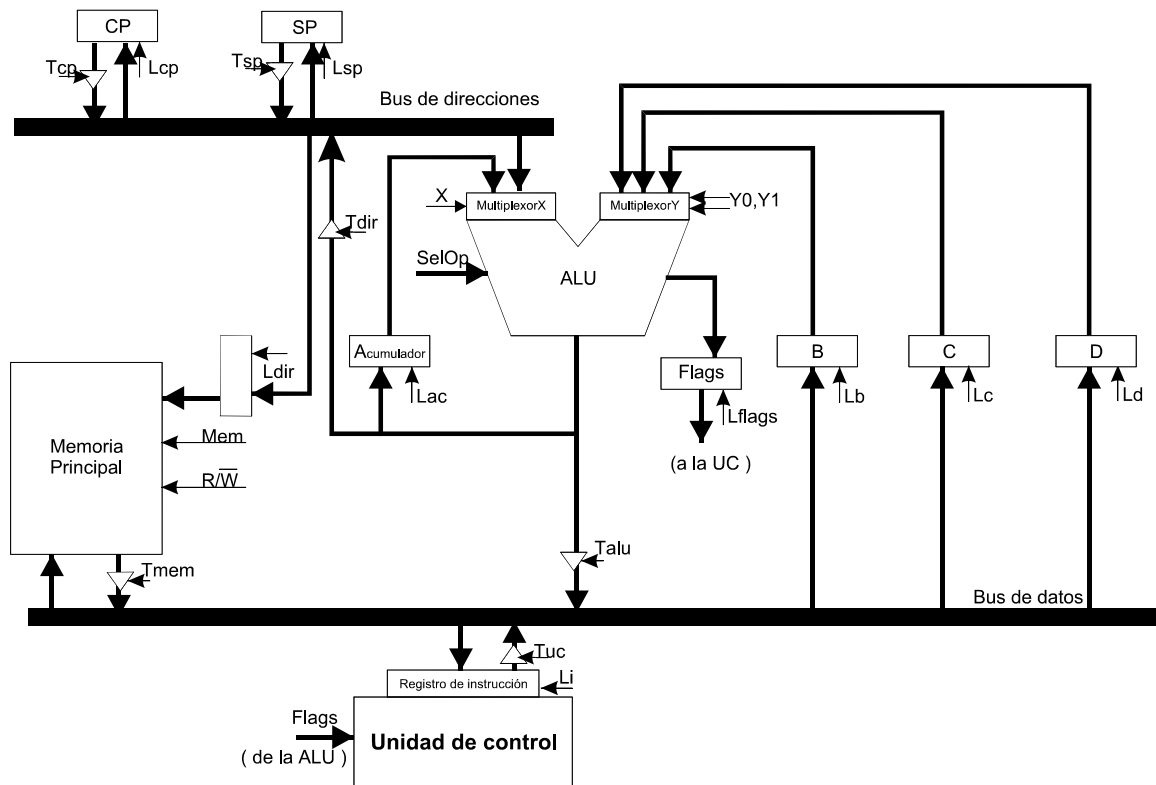 CP
SP
Tcp
Lcp
Tsp
Lsp
Bus de direcciones
X
MultiplexorX
MultiplexorY
Y0,Y1
Tdir
SelOp
ALU
Acumulador
Lac
Flags
Lflags
(a la UC )
B
Lb
C
Lc
D
Ld
Ldir
Memoria
Principal
Mem
R/W̅
Tmem
Talu
Bus de datos
Tuc
Registro de instrucción
Li
Flags
( de la ALU )
Unidad de control